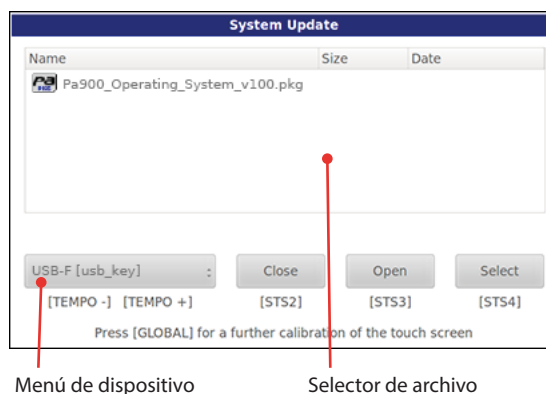 System Update
Name Size Date
Pa900_Operating_System_v100.pkg
USB-F [usb_key] : Close Open Select
[TEMPO -] [TEMPO +] [STS2] [STS3] [STS4]
Press [GLOBAL] for a further calibration of the touch screen
Menú de dispositivo Selector de archivo